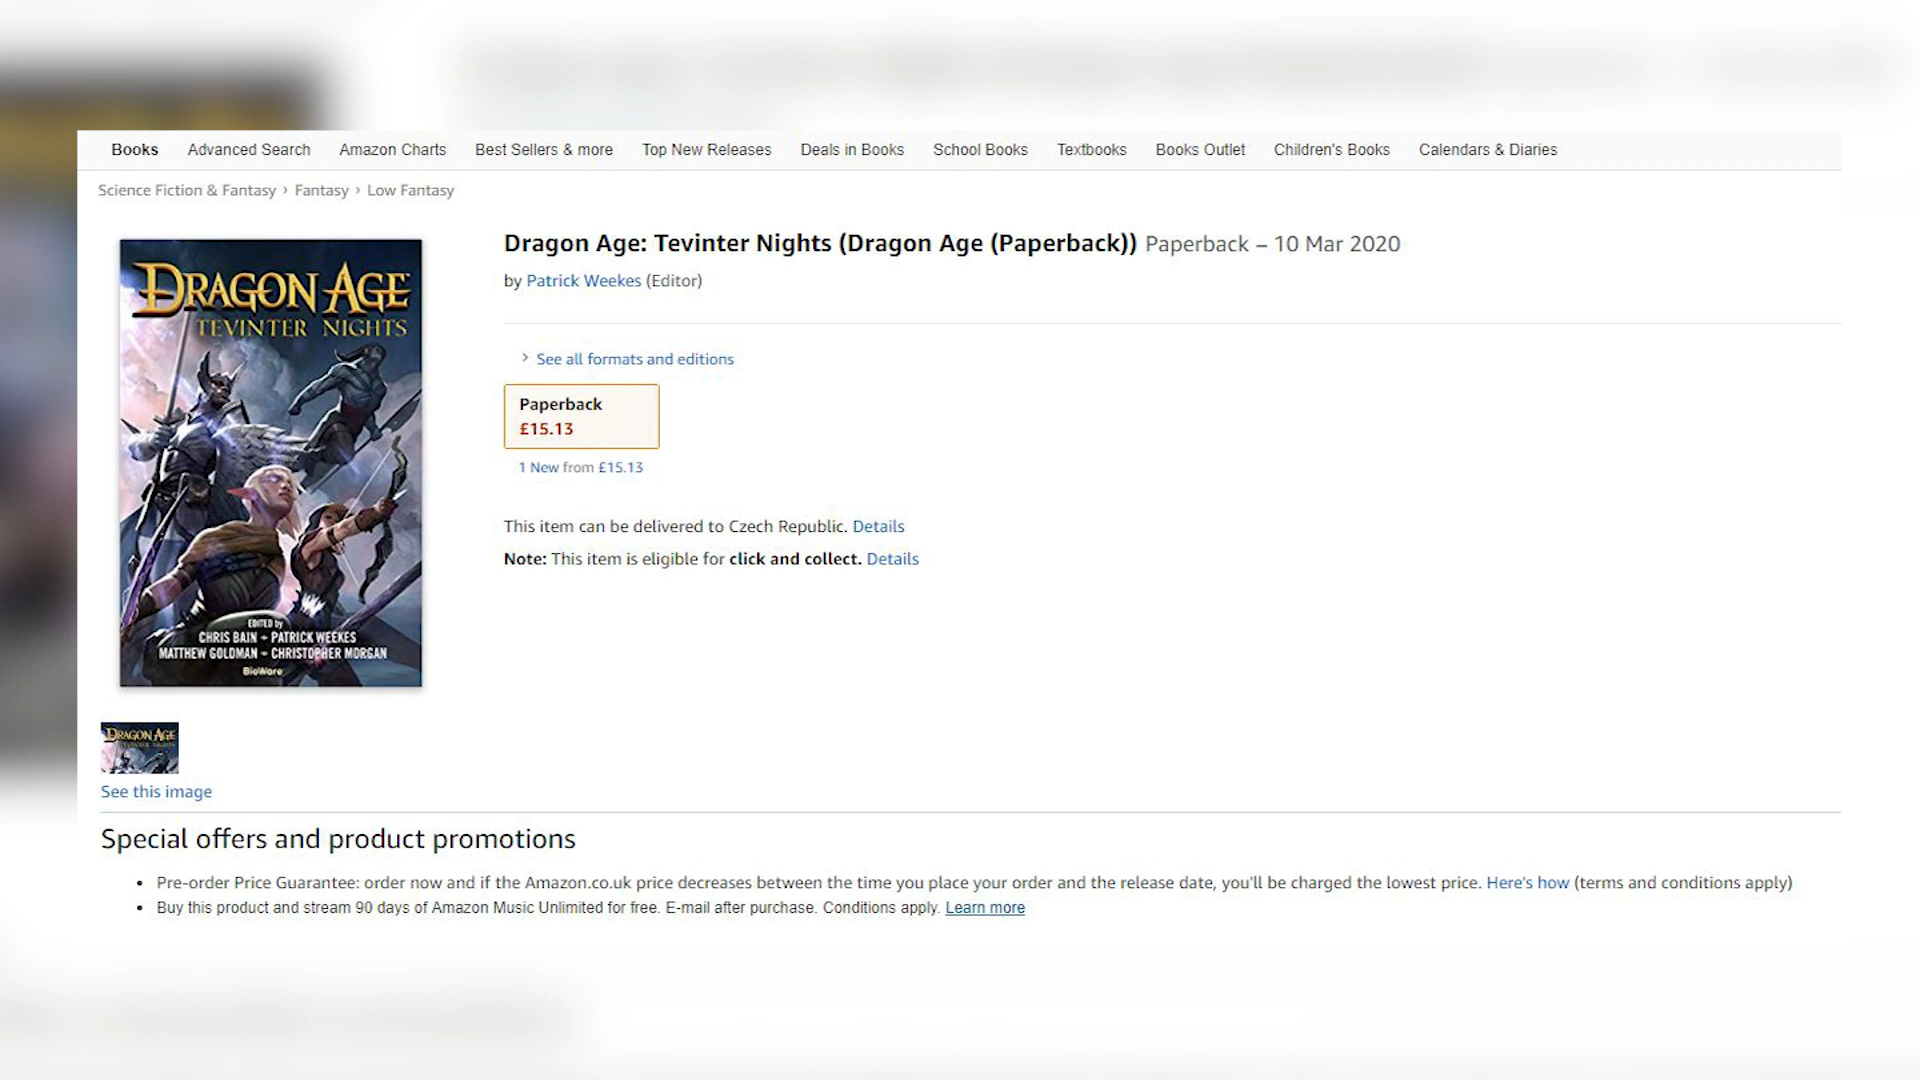 Books Advanced Search Amazon Charts Best Sellers & more Top New Releases Deals in Books School Books Textbooks Books Outlet Children's Books Calendars & Diaries
Science Fiction & Fantasy › Fantasy › Low Fantasy
DRAGON AGE
TEVINTER NIGHTS
EDITED by
CHRIS BAIN - PATRICK WEEKES
MATTHEW GOLDMAN - CHRISTOPHER MORGAN
BioWare
Dragon Age: Tevinter Nights (Dragon Age (Paperback)) Paperback – 10 Mar 2020
by Patrick Weekes (Editor)
› See all formats and editions
Paperback
£15.13
1 New from £15.13
This item can be delivered to Czech Republic. Details
Note: This item is eligible for click and collect. Details
DRAGON AGE
TEVINTER NIGHTS
See this image
Special offers and product promotions
• Pre-order Price Guarantee: order now and if the Amazon.co.uk price decreases between the time you place your order and the release date, you'll be charged the lowest price. Here's how (terms and conditions apply)
• Buy this product and stream 90 days of Amazon Music Unlimited for free. E-mail after purchase. Conditions apply. Learn more